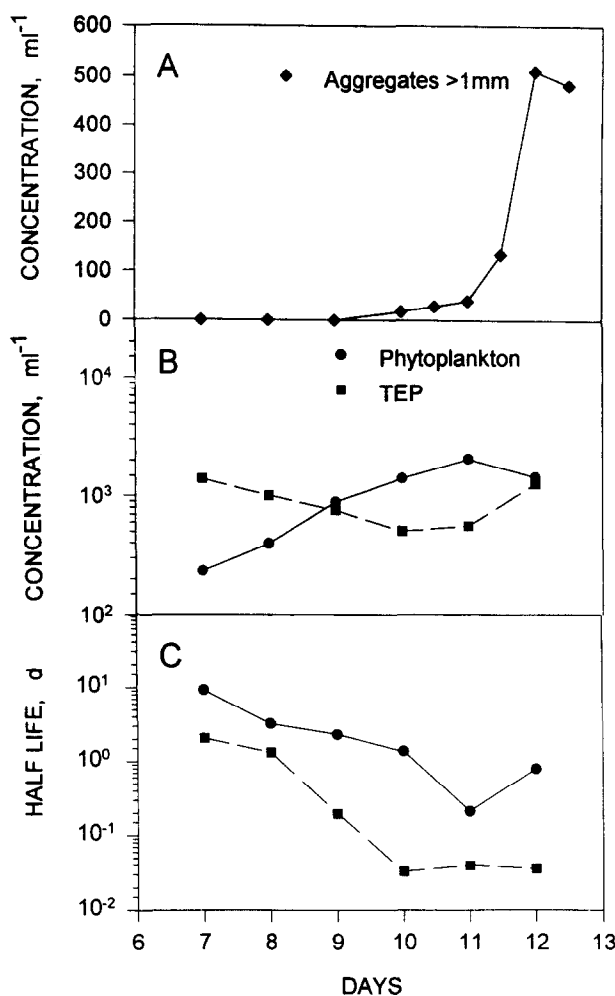 600
500
400
300
200
100
0
CONCENTRATION, ml⁻¹
A
Aggregates >1mm
10⁴
10³
10²
CONCENTRATION, ml⁻¹
B
Phytoplankton
TEP
10¹
10⁰
10⁻¹
10⁻²
HALF LIFE, d
C
6 7 8 9 10 11 12 13
DAYS